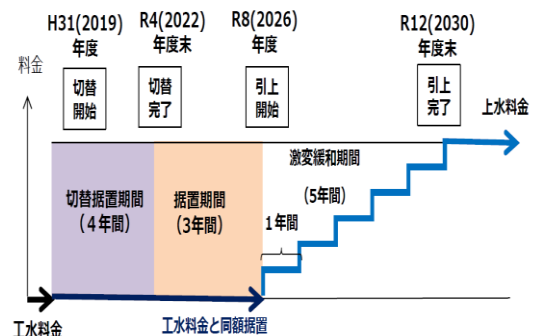 H31(2019)
年度
R4(2022)
年度末
R8(2026)
年度
R12(2030)
年度末
料金
切替
開始
切替
完了
引上
開始
引上
完了
上水料金
激変緩和期間
(5年間)
切替据置期間
(４年間)
据置期間
(3年間)
１年間
工水料金
工水料金と同額据置